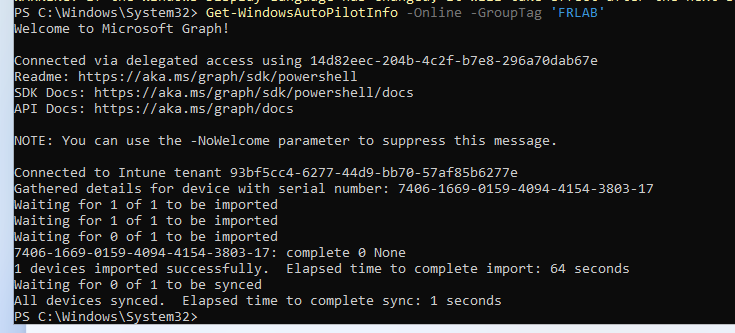 PS C:\Windows\System32> Get-WindowsAutoPilotInfo -Online -GroupTag 'FRLAB'
Welcome to Microsoft Graph!
Connected via delegated access using 14d82eec-204b-4c2f-b7e8-296a70dab67e
Readme: https://aka.ms/graph/sdk/powershell
SDK Docs: https://aka.ms/graph/sdk/powershell/docs
API Docs: https://aka.ms/graph/docs
NOTE: You can use the -NoWelcome parameter to suppress this message.
Connected to Intune tenant 93bf5cc4-6277-44d9-bb70-57af85b6277e
Gathered details for device with serial number: 7406-1669-0159-4094-4154-3803-17
Waiting for 1 of 1 to be imported
Waiting for 1 of 1 to be imported
Waiting for 0 of 1 to be imported
7406-1669-0159-4094-4154-3803-17: complete 0 None
1 devices imported successfully.  Elapsed time to complete import: 64 seconds
Waiting for 0 of 1 to be synced
All devices synced.  Elapsed time to complete sync: 1 seconds
PS C:\Windows\System32>